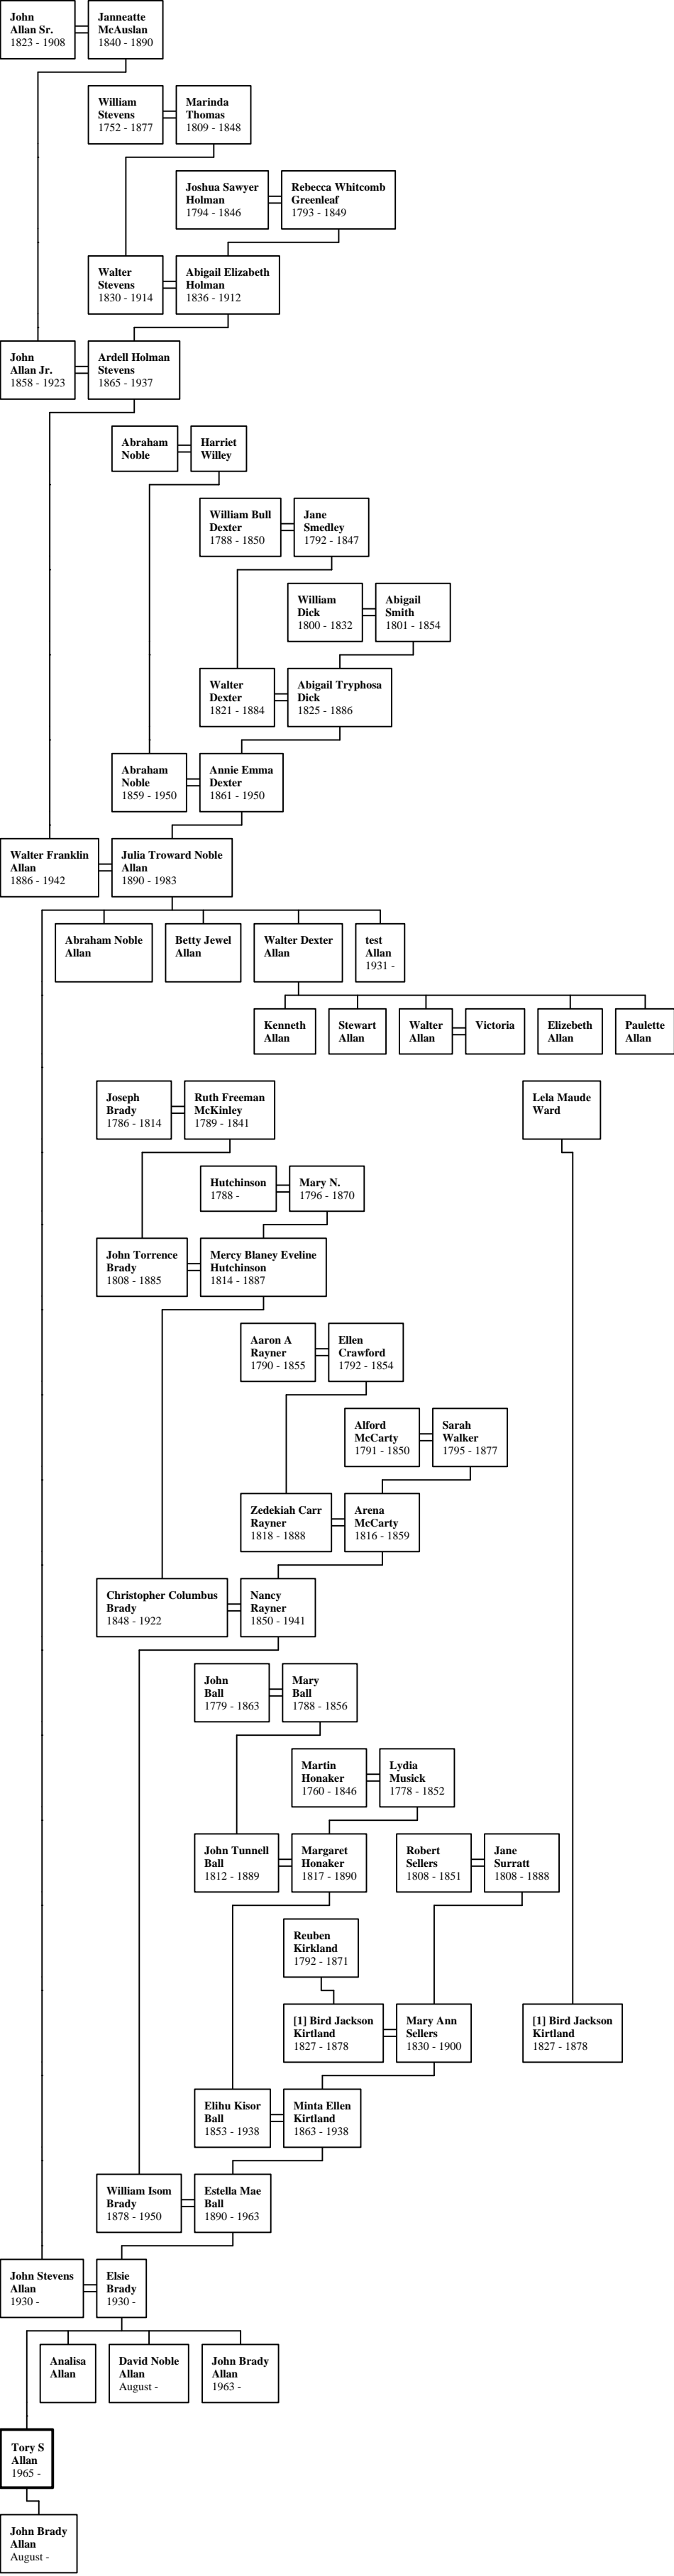 John
Allan Sr.
1823 - 1908
Janneatte
McAuslan
1840 - 1890
William
Stevens
1752 - 1877
Marinda
Thomas
1809 - 1848
Joshua Sawyer
Holman
1794 - 1846
Rebecca Whitcomb
Greenleaf
1793 - 1849
Walter
Stevens
1830 - 1914
Abigail Elizabeth
Holman
1836 - 1912
John
Allan Jr.
1858 - 1923
Ardell Holman
Stevens
1865 - 1937
Abraham
Noble
Harriet
Willey
William Bull
Dexter
1788 - 1850
Jane
Smedley
1792 - 1847
William
Dick
1800 - 1832
Abigail
Smith
1801 - 1854
Walter
Dexter
1821 - 1884
Abigail Tryphosa
Dick
1825 - 1886
Abraham
Noble
1859 - 1950
Annie Emma
Dexter
1861 - 1950
Walter Franklin
Allan
1886 - 1942
Julia Troward Noble
Allan
1890 - 1983
Abraham Noble
Allan
Betty Jewel
Allan
Walter Dexter
Allan
test
Allan
1931 -
Kenneth
Allan
Stewart
Allan
Walter
Allan
Victoria
Elizebeth
Allan
Paulette
Allan
Joseph
Brady
1786 - 1814
Ruth Freeman
McKinley
1789 - 1841
Lela Maude
Ward
Hutchinson
1788 -
Mary N.
1796 - 1870
John Torrence
Brady
1808 - 1885
Mercy Blaney Eveline
Hutchinson
1814 - 1887
Aaron A
Rayner
1790 - 1855
Ellen
Crawford
1792 - 1854
Alford
McCarty
1791 - 1850
Sarah
Walker
1795 - 1877
Zedekiah Carr
Rayner
1818 - 1888
Arena
McCarty
1816 - 1859
Christopher Columbus
Brady
1848 - 1922
Nancy
Rayner
1850 - 1941
John
Ball
1779 - 1863
Mary
Ball
1788 - 1856
Martin
Honaker
1760 - 1846
Lydia
Musick
1778 - 1852
John Tunnell
Ball
1812 - 1889
Margaret
Honaker
1817 - 1890
Robert
Sellers
1808 - 1851
Jane
Surratt
1808 - 1888
Reuben
Kirkland
1792 - 1871
[1] Bird Jackson
Kirtland
1827 - 1878
Mary Ann
Sellers
1830 - 1900
[1] Bird Jackson
Kirtland
1827 - 1878
Elihu Kisor
Ball
1853 - 1938
Minta Ellen
Kirtland
1863 - 1938
William Isom
Brady
1878 - 1950
Estella Mae
Ball
1890 - 1963
John Stevens
Allan
1930 -
Elsie
Brady
1930 -
Analisa
Allan
David Noble
Allan
August -
John Brady
Allan
1963 -
Tory S
Allan
1965 -
John Brady
Allan
August -